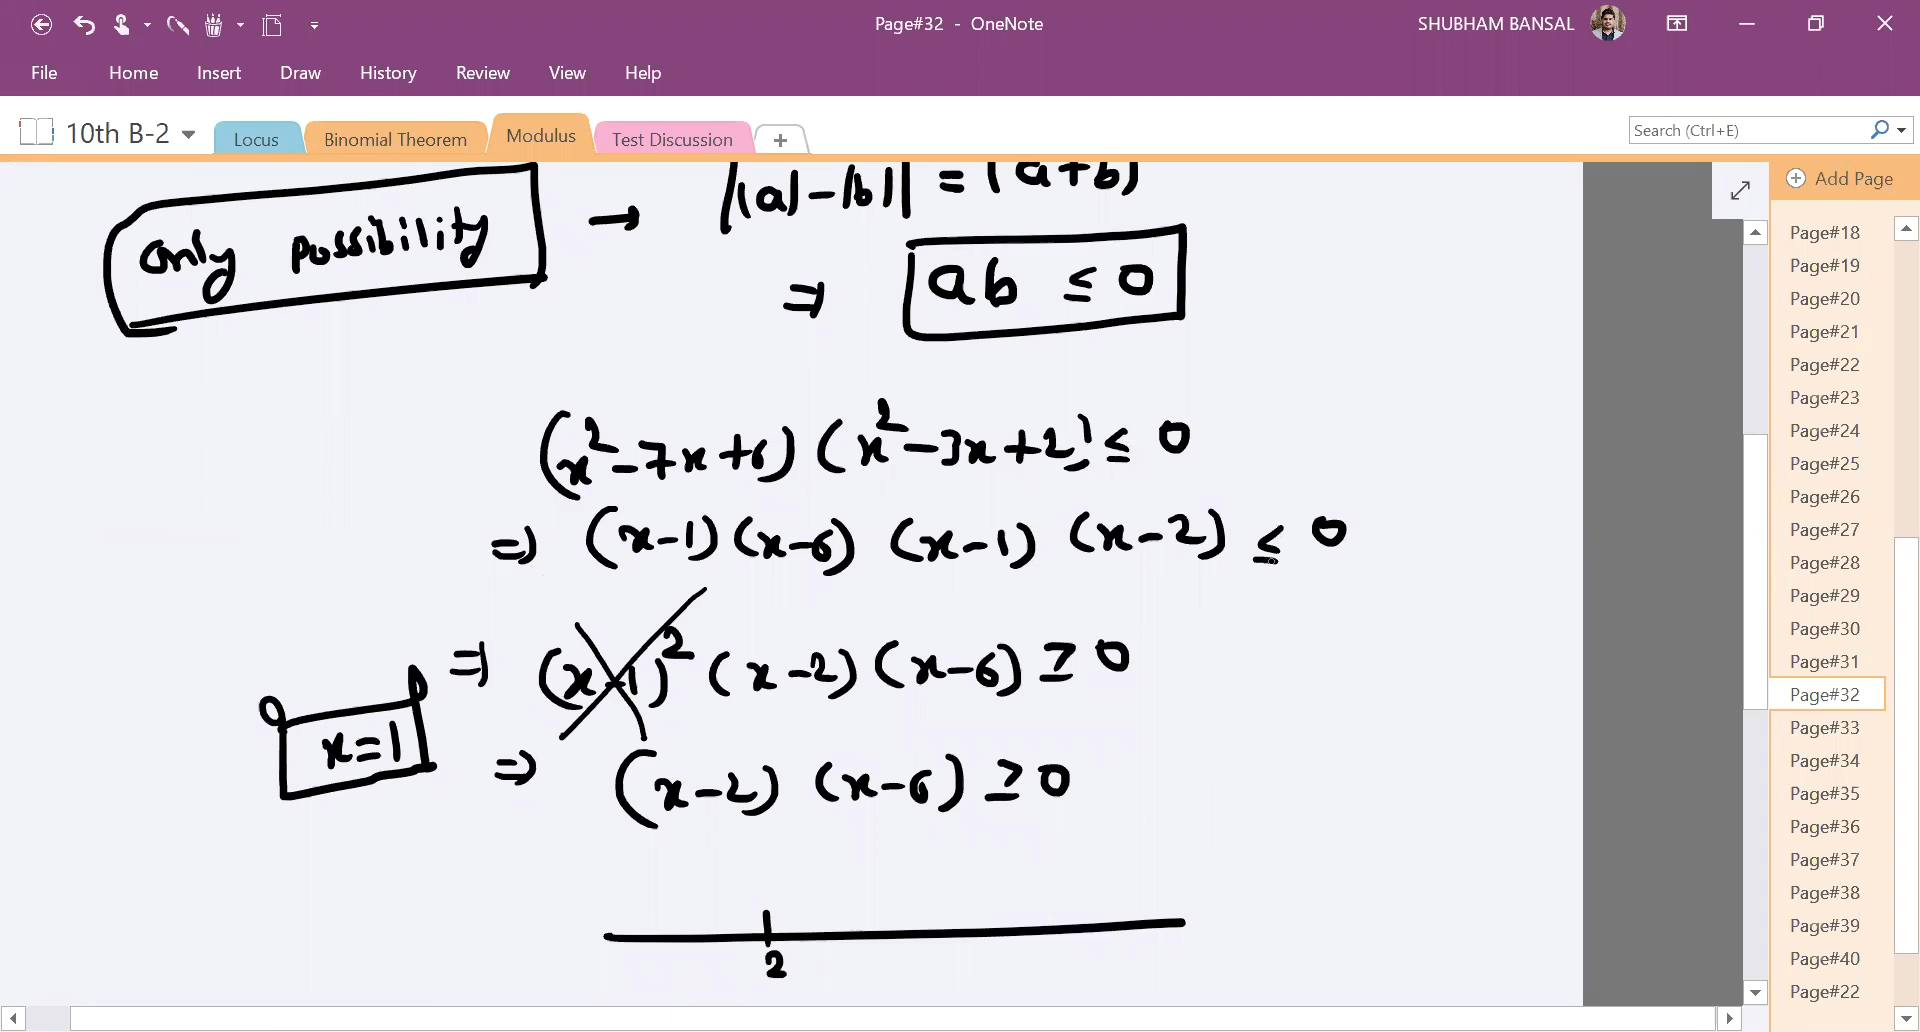 Page#32 - OneNote
SHUBHAM BANSAL
File Home Insert Draw History Review View Help
10th B-2
Locus
Binomial Theorem
Modulus
Test Discussion
+
Search (Ctrl+E)
only possibility → ||a|-|b|| = |a+b|
⇒ ab ≤ 0
(x²-7x+6) (x²-3x+2) ≤ 0
⇒ (x-1) (x-6) (x-1) (x-2) ≤ 0
⇒ (x-1)² (x-2) (x-6) ≥ 0
x=1
⇒ (x-2) (x-6) ≥ 0
2
Add Page
Page#18
Page#19
Page#20
Page#21
Page#22
Page#23
Page#24
Page#25
Page#26
Page#27
Page#28
Page#29
Page#30
Page#31
Page#32
Page#33
Page#34
Page#35
Page#36
Page#37
Page#38
Page#39
Page#40
Page#22